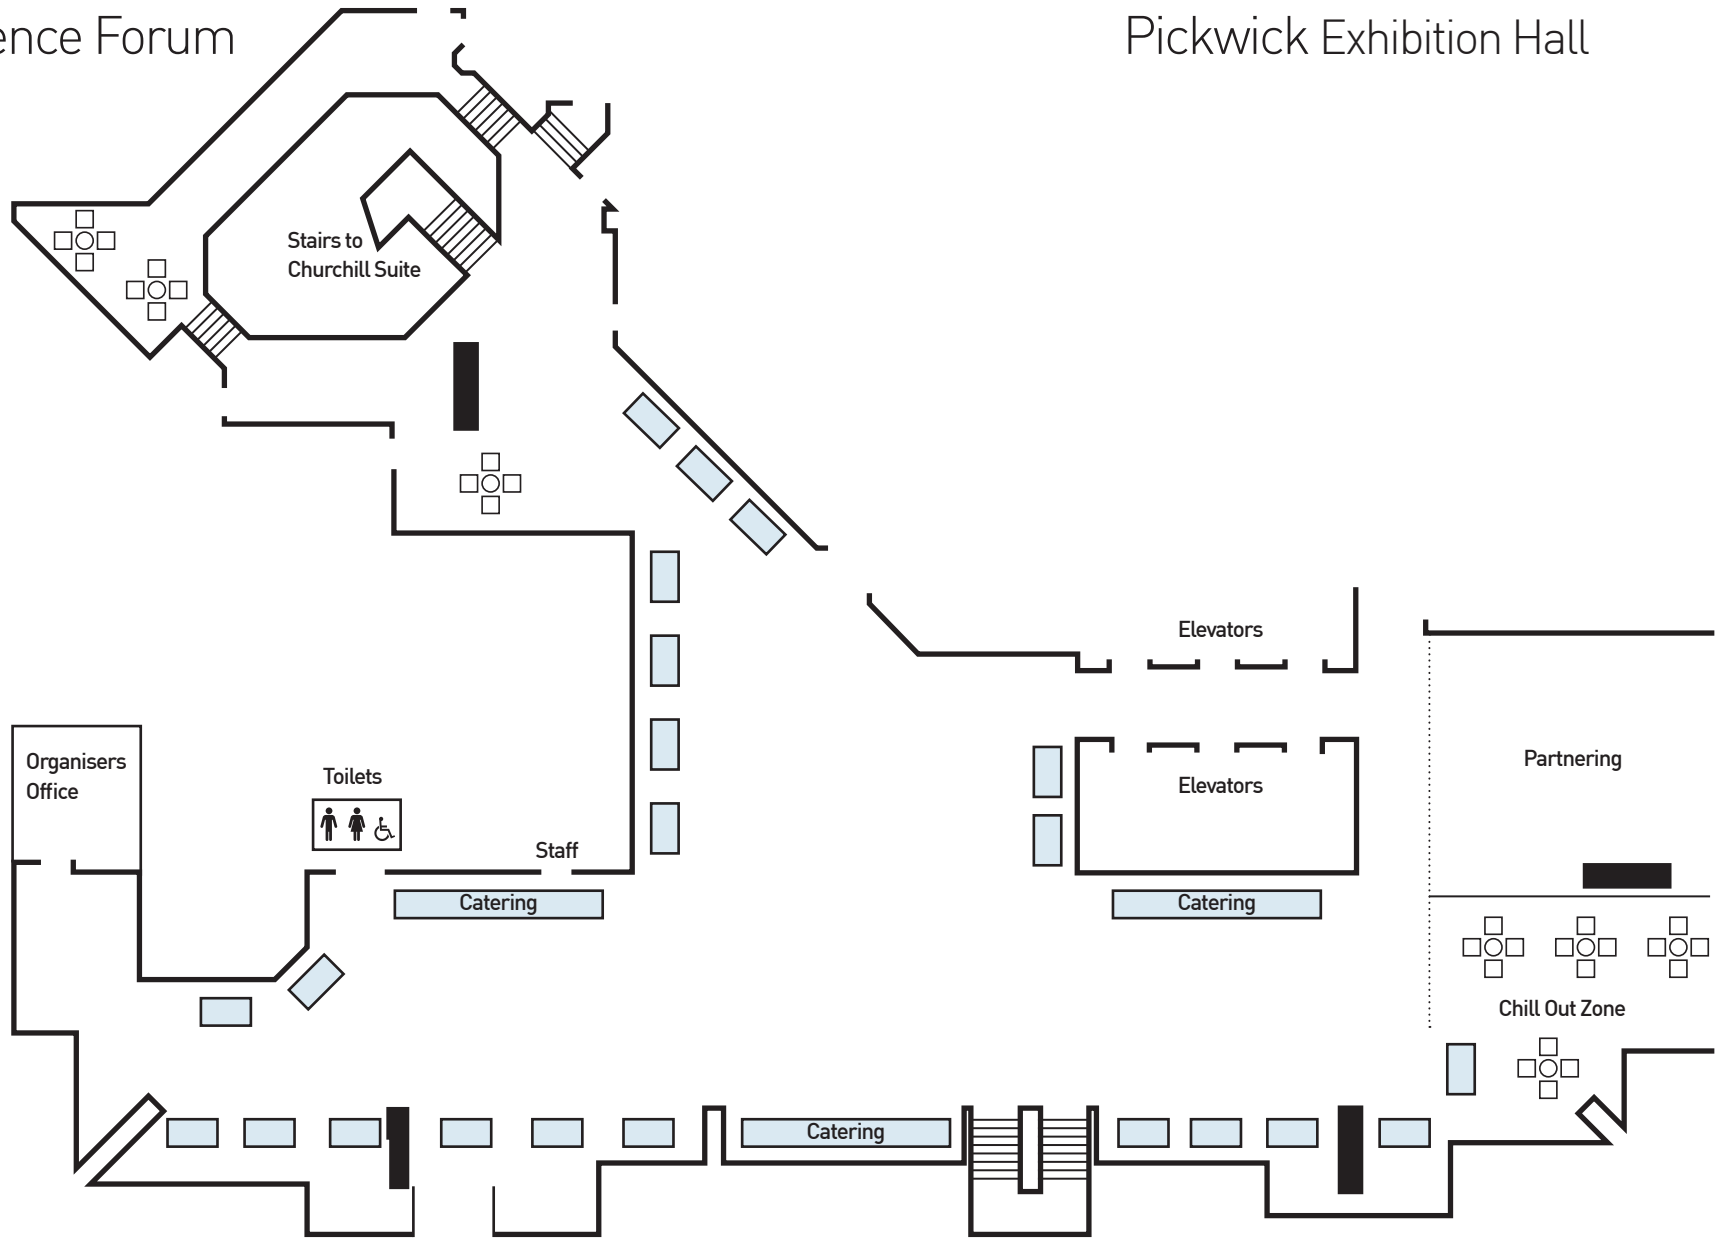 ence Forum
Pickwick Exhibition Hall
Stairs to
Churchill Suite
Elevators
Organisers
Office
Toilets
Elevators
Partnering
Staff
Catering
Catering
Chill Out Zone
Catering